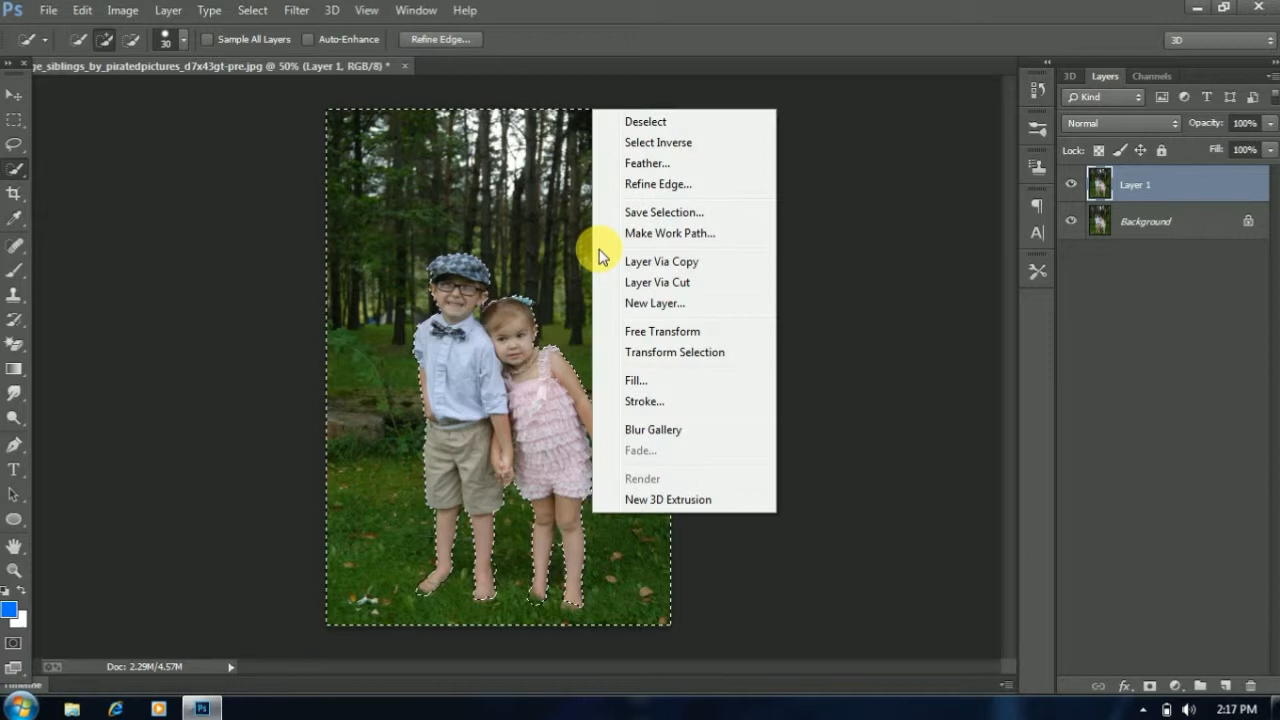 Ps File Edit Image Layer Type Select Filter 3D View Window Help
30 Sample All Layers Auto-Enhance Refine Edge... 3D
ge_siblings_by_piratedpictures_d7x43gt-pre.jpg @ 50% (Layer 1, RGB/8) * ×
3D Layers Channels
Kind
Normal Opacity: 100%
Lock: Fill: 100%
Layer 1
Background
Deselect
Select Inverse
Feather...
Refine Edge...
Save Selection...
Make Work Path...
Layer Via Copy
Layer Via Cut
New Layer...
Free Transform
Transform Selection
Fill...
Stroke...
Blur Gallery
Fade...
Render
New 3D Extrusion
Doc: 2.29M/4.57M
Ps
2:17 PM